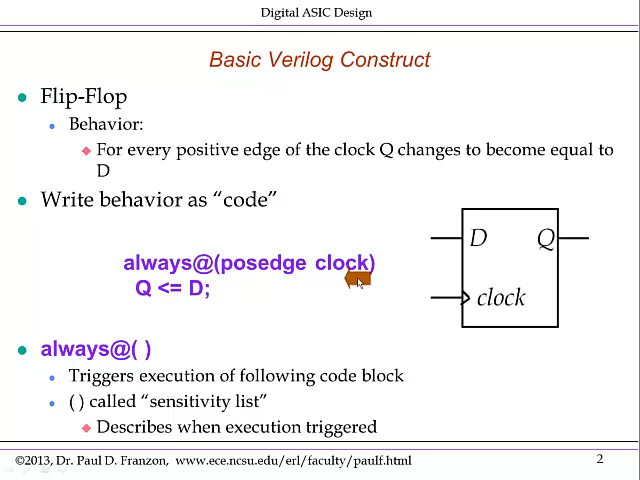 Digital ASIC Design
Basic Verilog Construct
Flip-Flop
Behavior:
For every positive edge of the clock Q changes to become equal to
D
Write behavior as “code”
always@(posedge clock)
Q <= D;
D Q
clock
always@( )
Triggers execution of following code block
( ) called “sensitivity list”
Describes when execution triggered
©2013, Dr. Paul D. Franzon, www.ece.ncsu.edu/erl/faculty/paulf.html 2